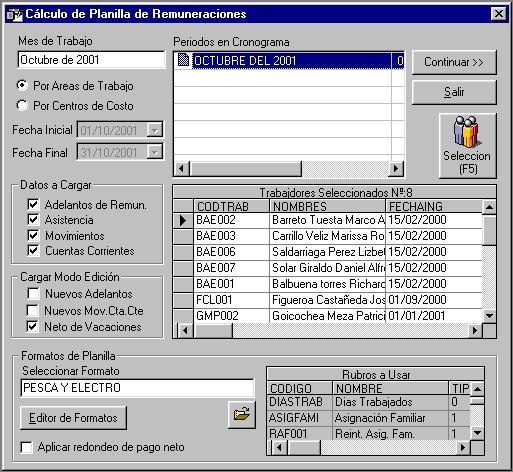 Cálculo de Planilla de Remuneraciones
Mes de Trabajo
Octubre de 2001
Por Areas de Trabajo
Por Centros de Costo
Fecha Inicial 01/10/2001
Fecha Final 31/10/2001
Periodos en Cronograma
OCTUBRE DEL 2001 0
Continuar >>
Salir
Seleccion
(F5)
Datos a Cargar
Adelantos de Remun.
Asistencia
Movimientos
Cuentas Corrientes
Cargar Modo Edición
Nuevos Adelantos
Nuevos Mov.Cta.Cte
Neto de Vacaciones
Trabajadores Seleccionados Nº:8
CODTRAB NOMBRES FECHAING
BAE002 Barreto Tuesta Marco A 15/02/2000
BAE003 Carrillo Veliz Marissa Ro 15/02/2000
BAE006 Saldarriaga Perez Lizbet 15/02/2000
BAE007 Solar Giraldo Daniel Alfre 15/02/2000
BAE001 Balbuena torres Richard 15/02/2000
FCL001 Figueroa Castañeda Jos 01/09/2000
GMP002 Goicochea Meza Patrici 01/01/2001
Formatos de Planilla
Seleccionar Formato
PESCA Y ELECTRO
Editor de Formatos
Aplicar redondeo de pago neto
Rubros a Usar
CODIGO NOMBRE TIP
DIASTRAB Dias Trabajados 0
ASIGFAMI Asignación Familiar 1
RAF001 Reint. Asig. Fam. 1